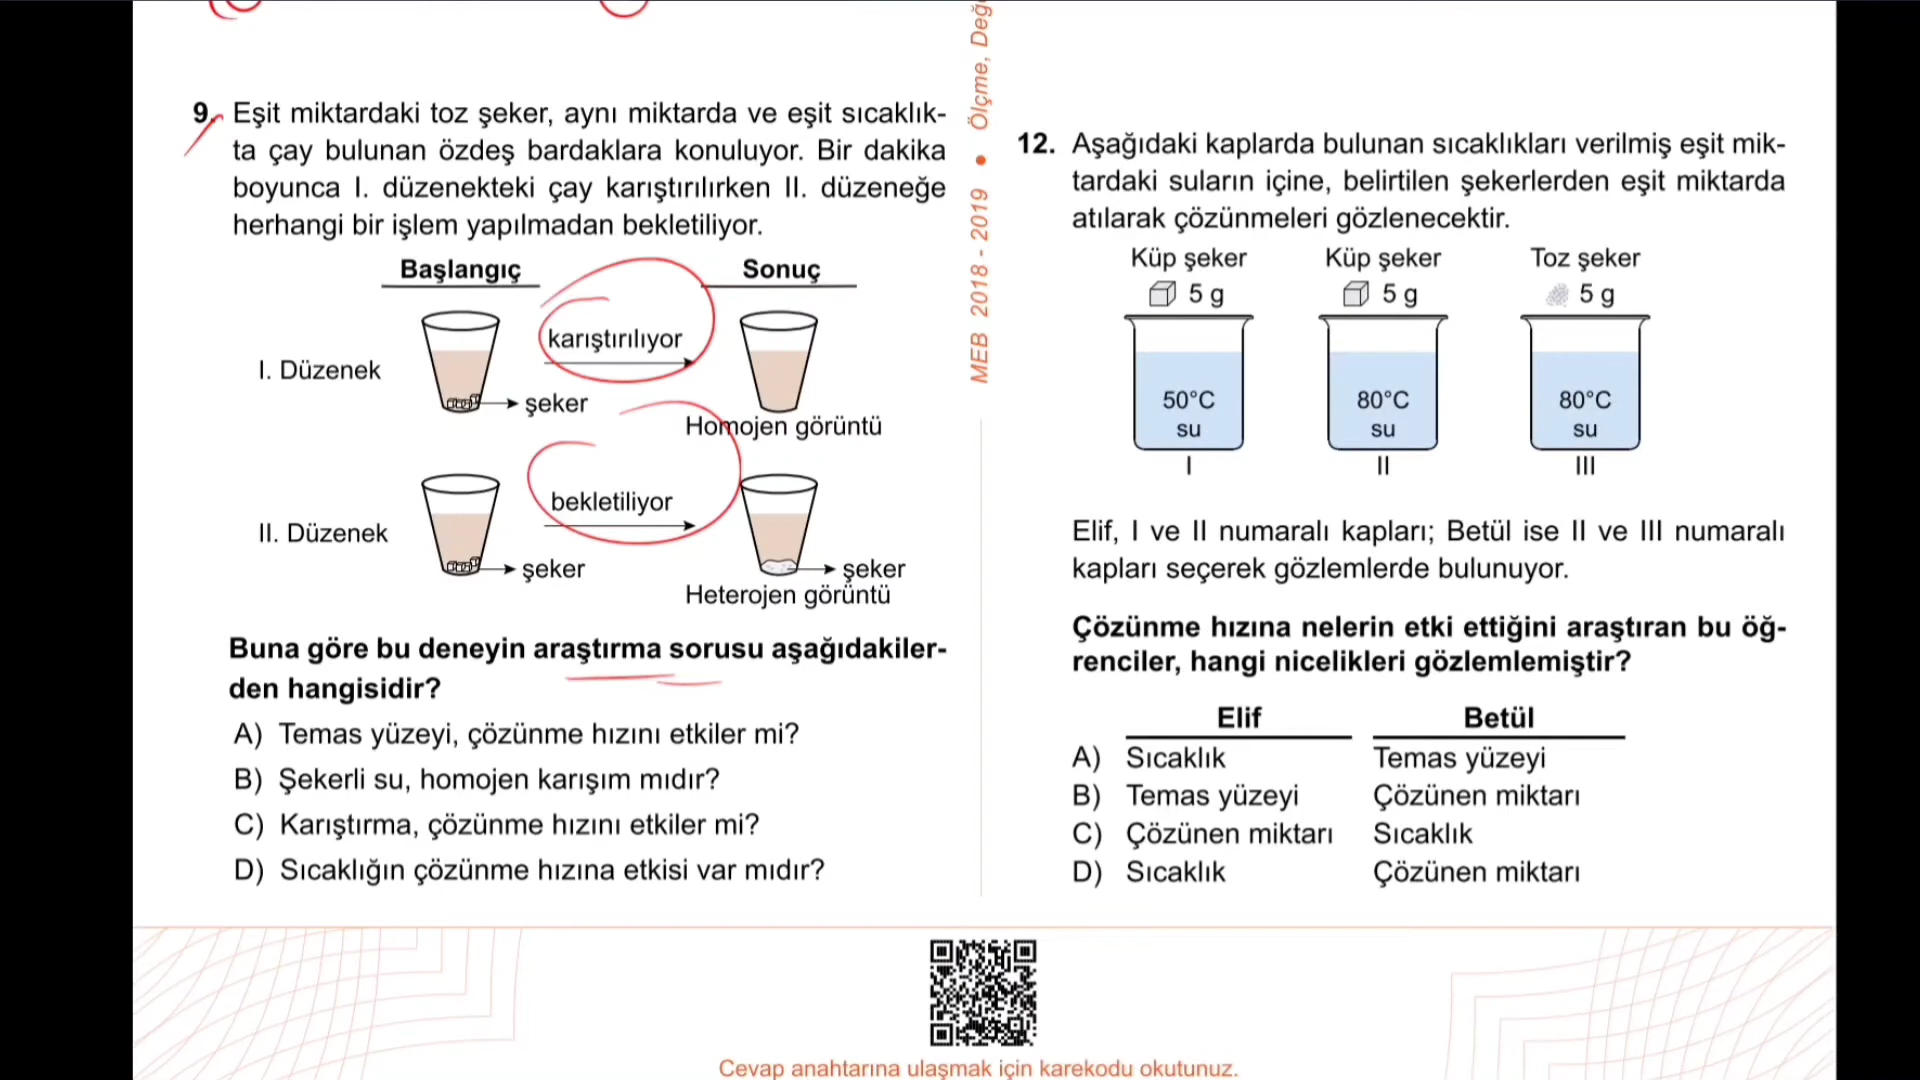 9. Eşit miktardaki toz şeker, aynı miktarda ve eşit sıcaklık-
ta çay bulunan özdeş bardaklara konuluyor. Bir dakika
boyunca I. düzenekteki çay karıştırılırken II. düzeneğe
herhangi bir işlem yapılmadan bekletiliyor.
Başlangıç
Sonuç
karıştırılıyor
I. Düzenek
şeker
Homojen görüntü
bekletiliyor
II. Düzenek
şeker
şeker
Heterojen görüntü
Buna göre bu deneyin araştırma sorusu aşağıdakiler-
den hangisidir?
A) Temas yüzeyi, çözünme hızını etkiler mi?
B) Şekerli su, homojen karışım mıdır?
C) Karıştırma, çözünme hızını etkiler mi?
D) Sıcaklığın çözünme hızına etkisi var mıdır?
MEB 2018 - 2019 • Ölçme, Değ
12. Aşağıdaki kaplarda bulunan sıcaklıkları verilmiş eşit mik-
tardaki suların içine, belirtilen şekerlerden eşit miktarda
atılarak çözünmeleri gözlenecektir.
Küp şeker Küp şeker Toz şeker
5 g 5 g 5 g
50°C 80°C 80°C
su su su
I II III
Elif, I ve II numaralı kapları; Betül ise II ve III numaralı
kapları seçerek gözlemlerde bulunuyor.
Çözünme hızına nelerin etki ettiğini araştıran bu öğ-
renciler, hangi nicelikleri gözlemlemiştir?
Elif Betül
A) Sıcaklık Temas yüzeyi
B) Temas yüzeyi Çözünen miktarı
C) Çözünen miktarı Sıcaklık
D) Sıcaklık Çözünen miktarı
Cevap anahtarına ulaşmak için karekodu okutunuz.